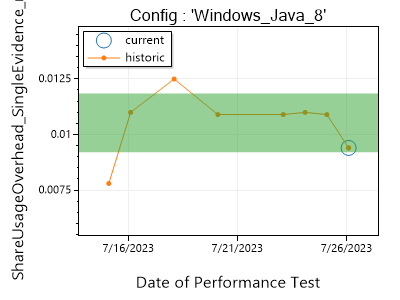 Config : 'Windows_Java_8'
current
historic
0.0125
0.01
0.0075
7/16/2023
7/21/2023
7/26/2023
Date of Performance Test
ShareUsageOverhead_SingleEvidence_